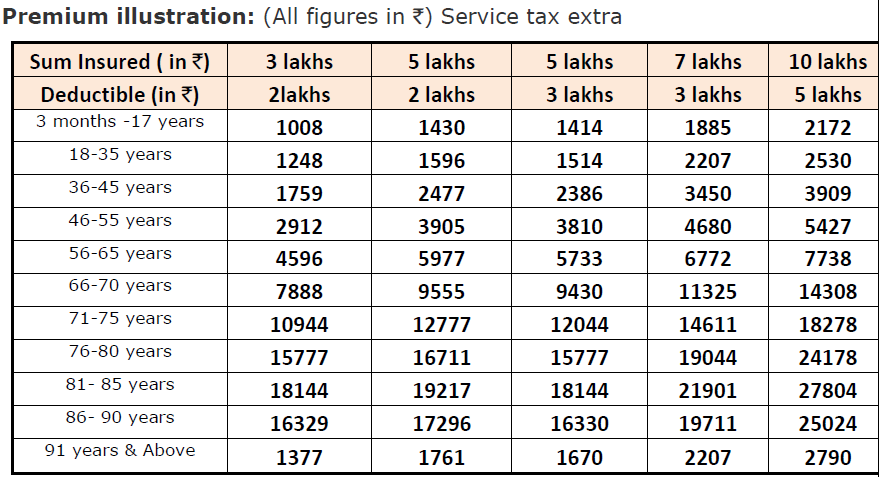 Premium illustration: (All figures in ₹) Service tax extra
Sum Insured ( in ₹) 3 lakhs 5 lakhs 5 lakhs 7 lakhs 10 lakhs
Deductible (in ₹) 2lakhs 2 lakhs 3 lakhs 3 lakhs 5 lakhs
3 months -17 years 1008 1430 1414 1885 2172
18-35 years 1248 1596 1514 2207 2530
36-45 years 1759 2477 2386 3450 3909
46-55 years 2912 3905 3810 4680 5427
56-65 years 4596 5977 5733 6772 7738
66-70 years 7888 9555 9430 11325 14308
71-75 years 10944 12777 12044 14611 18278
76-80 years 15777 16711 15777 19044 24178
81- 85 years 18144 19217 18144 21901 27804
86- 90 years 16329 17296 16330 19711 25024
91 years & Above 1377 1761 1670 2207 2790